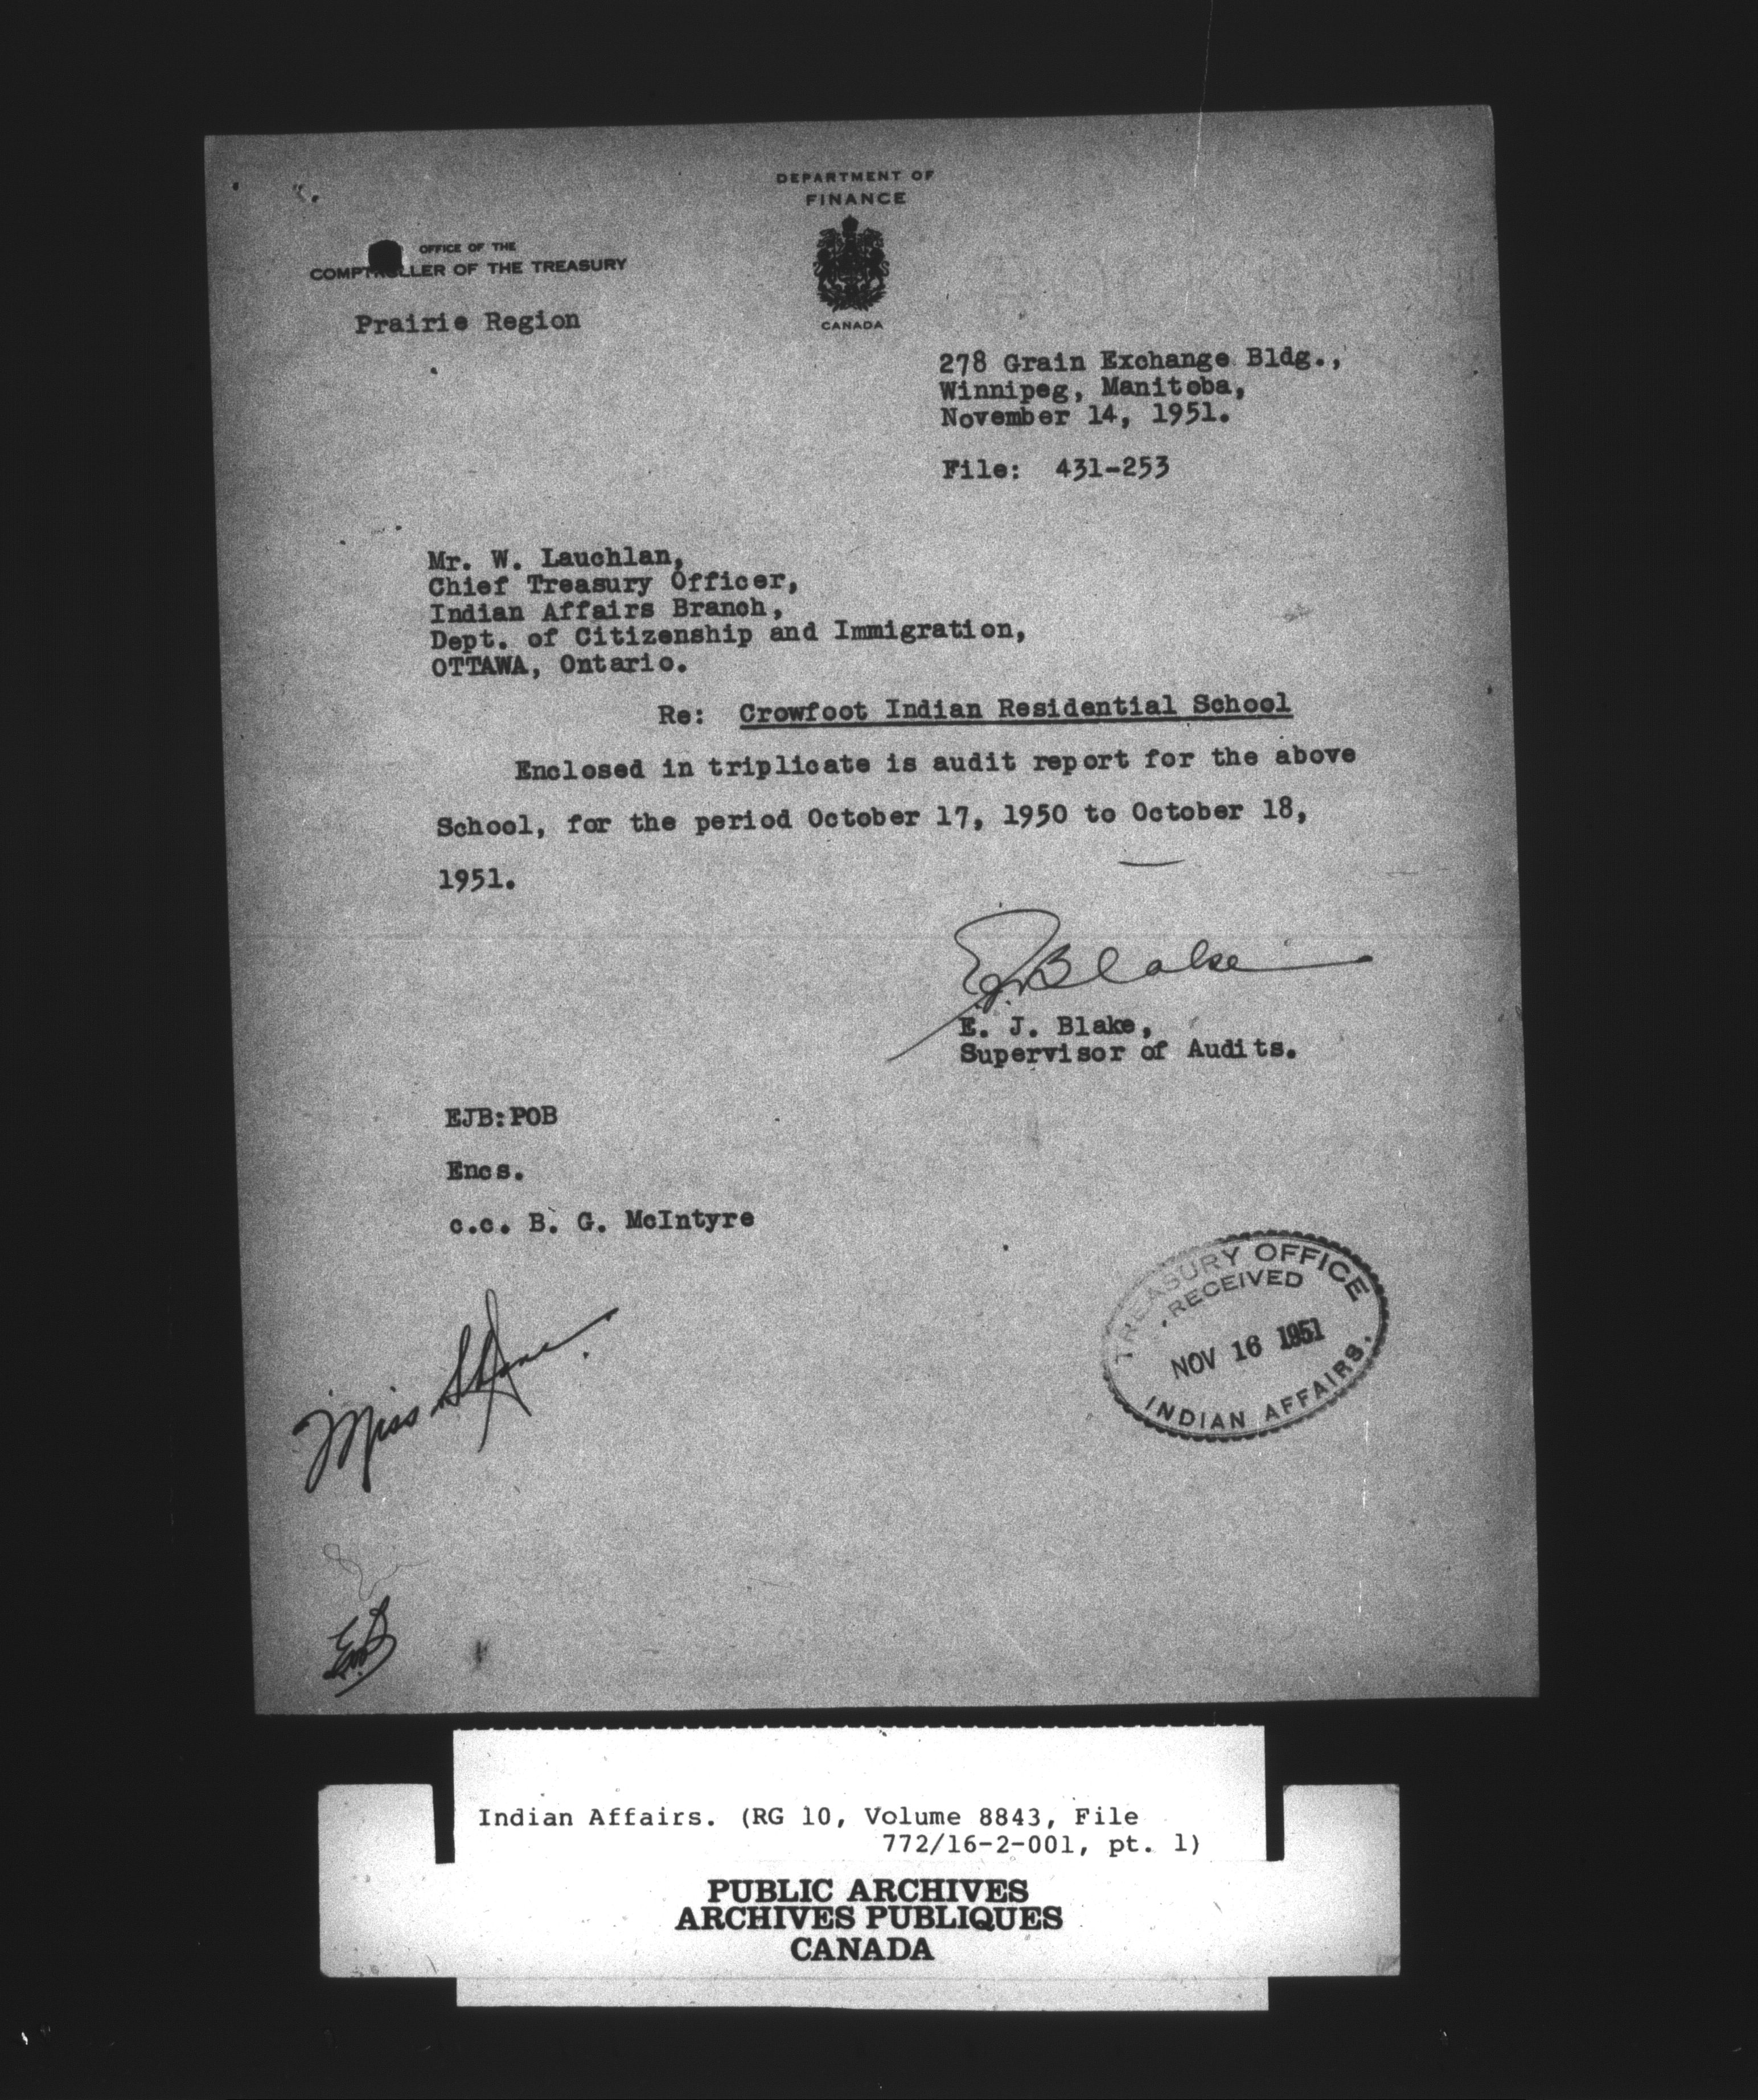 DEPARTMENT OF
FINANCE
CANADA
OFFICE OF THE
COMPTROLLER OF THE TREASURY
Prairie Region
278 Grain Exchange Bldg.,
Winnipeg, Manitoba,
November 14, 1951.
File: 431-253
Mr. W. Lauchlan,
Chief Treasury Officer,
Indian Affairs Branch,
Dept. of Citizenship and Immigration,
OTTAWA, Ontario.
Re: Crowfoot Indian Residential School
Enclosed in triplicate is audit report for the above
School, for the period October 17, 1950 to October 18,
1951.
E.J. Blake
E. J. Blake,
Supervisor of Audits.
EJB:POB
Encs.
c.c. B. G. McIntyre
TREASURY OFFICE
RECEIVED
NOV 16 1951
INDIAN AFFAIRS.
Miss
Indian Affairs. (RG 10, Volume 8843, File
772/16-2-001, pt. 1)
PUBLIC ARCHIVES
ARCHIVES PUBLIQUES
CANADA